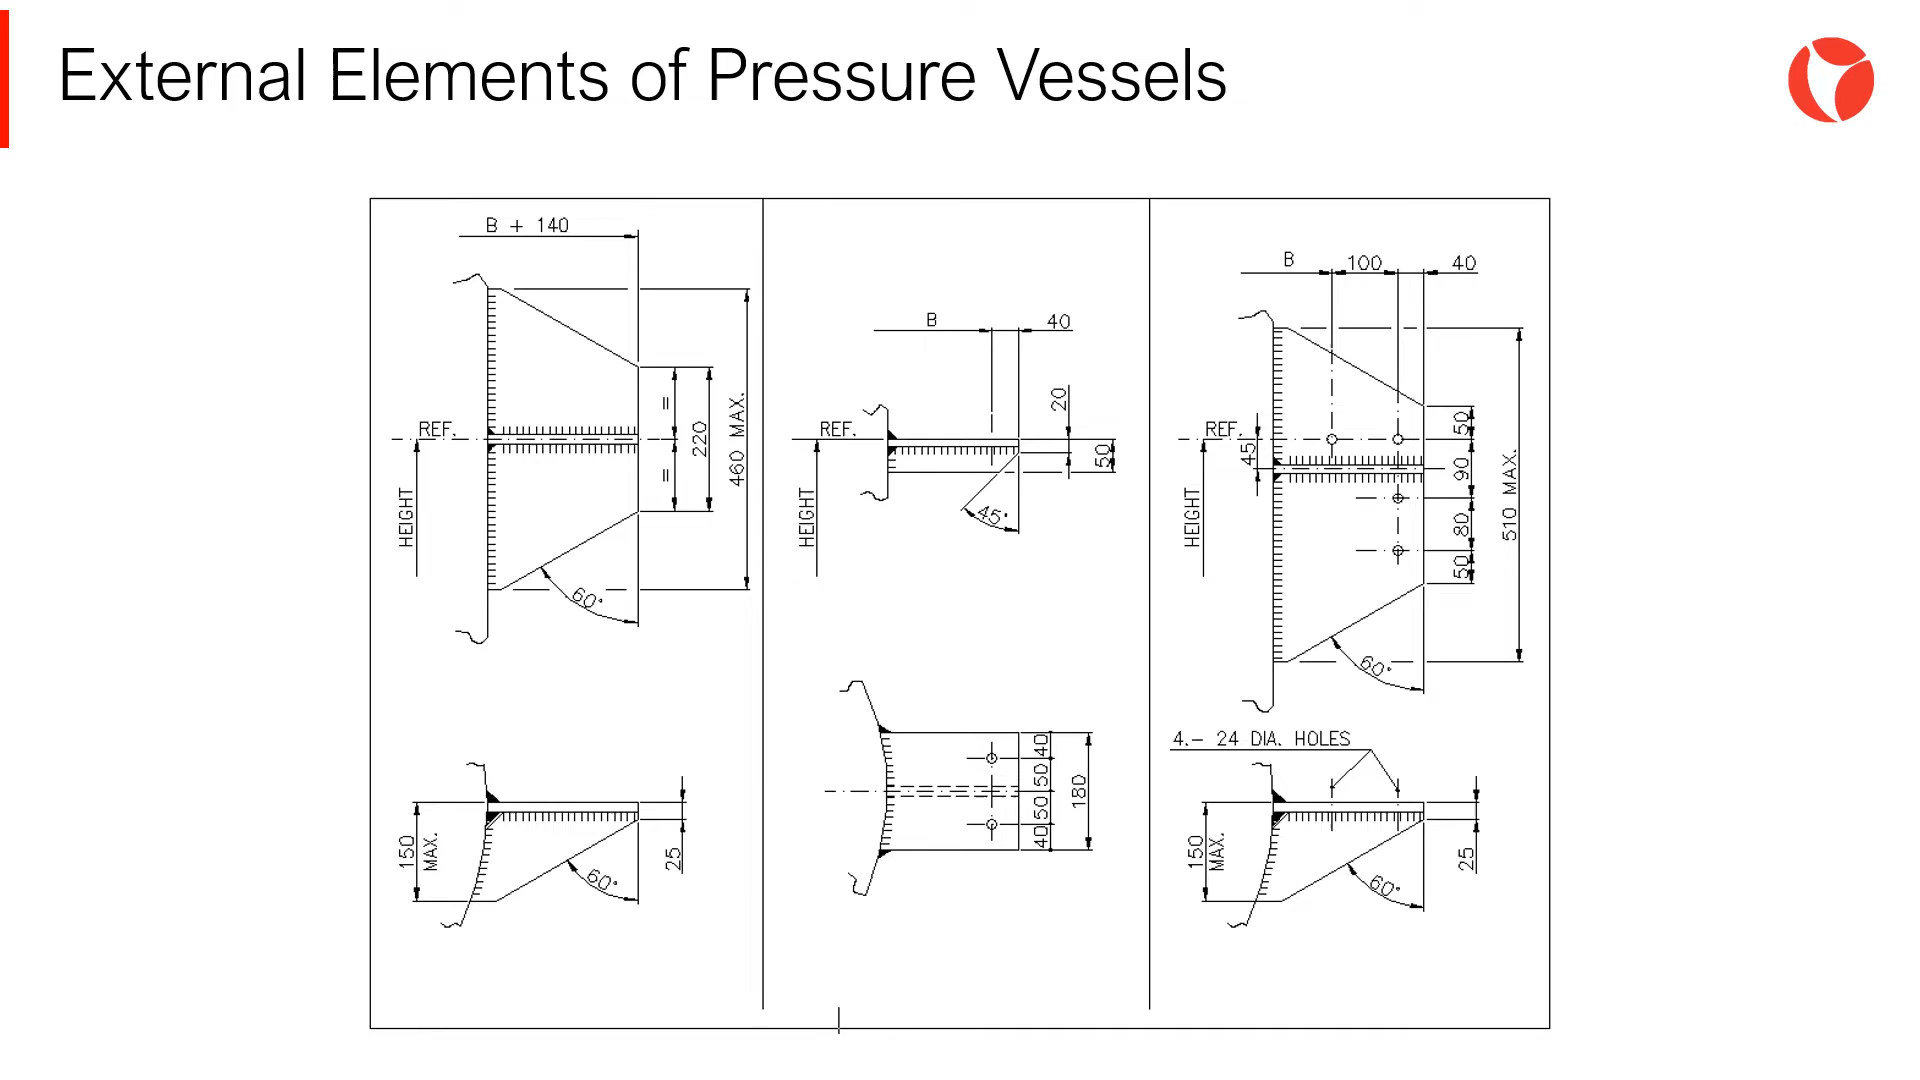 External Elements of Pressure Vessels
B + 140
REF.
HEIGHT
=
=
220
460 MAX.
60°
150
MAX.
25
60°
B
40
REF.
20
50
HEIGHT
45°
40
50
50
40
180
B
100
40
REF.
45
HEIGHT
50
90
80
50
510 MAX.
60°
4.- 24 DIA. HOLES
150
MAX.
25
60°